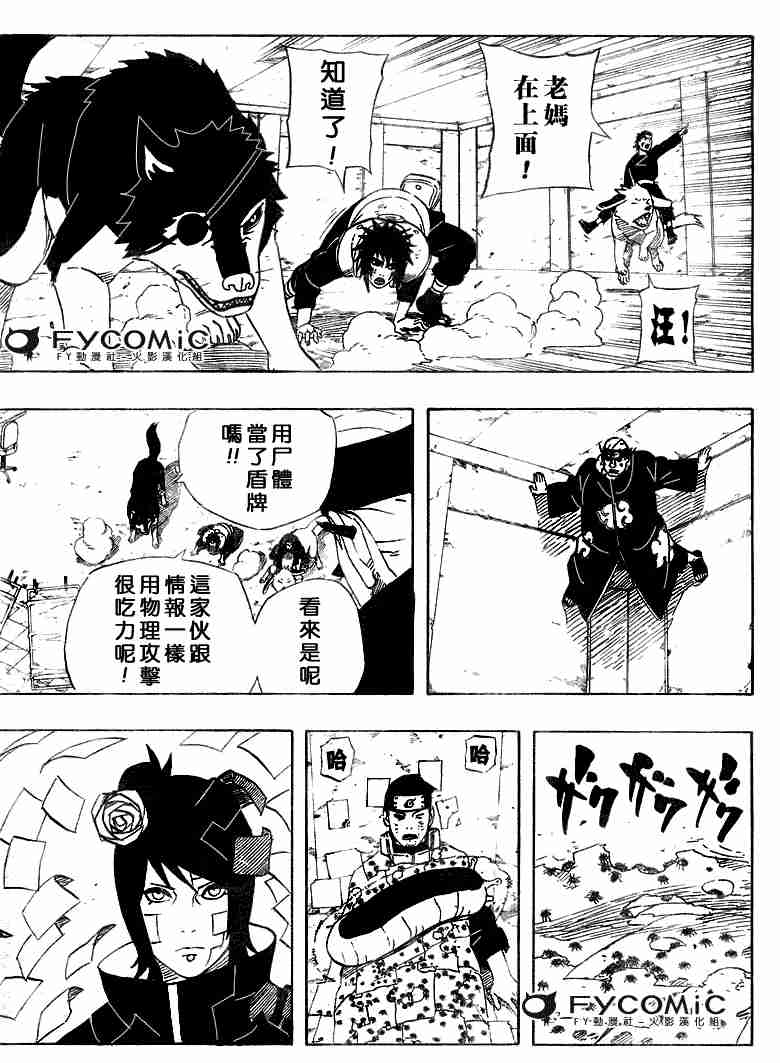 老媽
在上面！
知道了！
汪！
FYCOMiC
FY動漫社-火影漢化組
用尸體
當了盾牌
嗎!!
看來是呢
這家伙跟
情報一樣
用物理攻擊
很吃力呢！
ザク
ザク
ザク
哈
哈
FYCOMiC
FY動漫社-火影漢化組